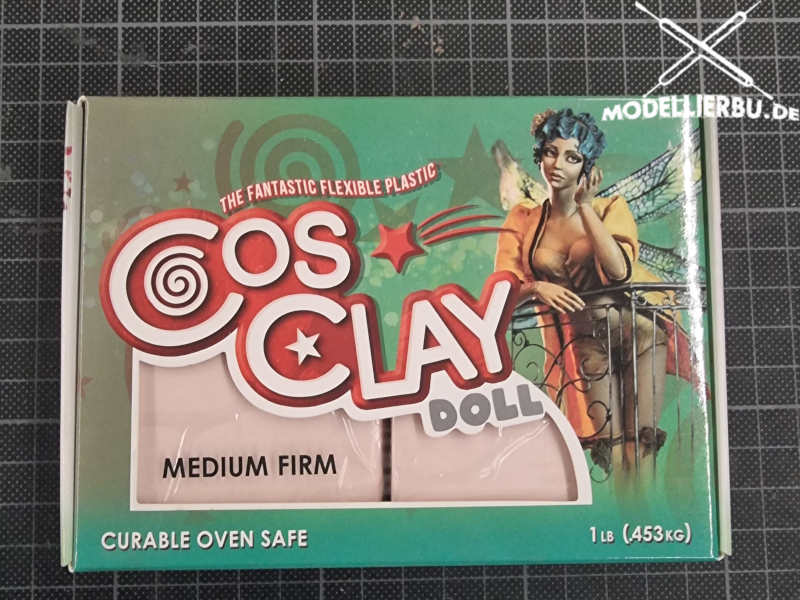 MODELLIERBU.DE
THE FANTASTIC FLEXIBLE PLASTIC
COS
CLAY
DOLL
MEDIUM FIRM
CURABLE OVEN SAFE
1 LB (.453KG)